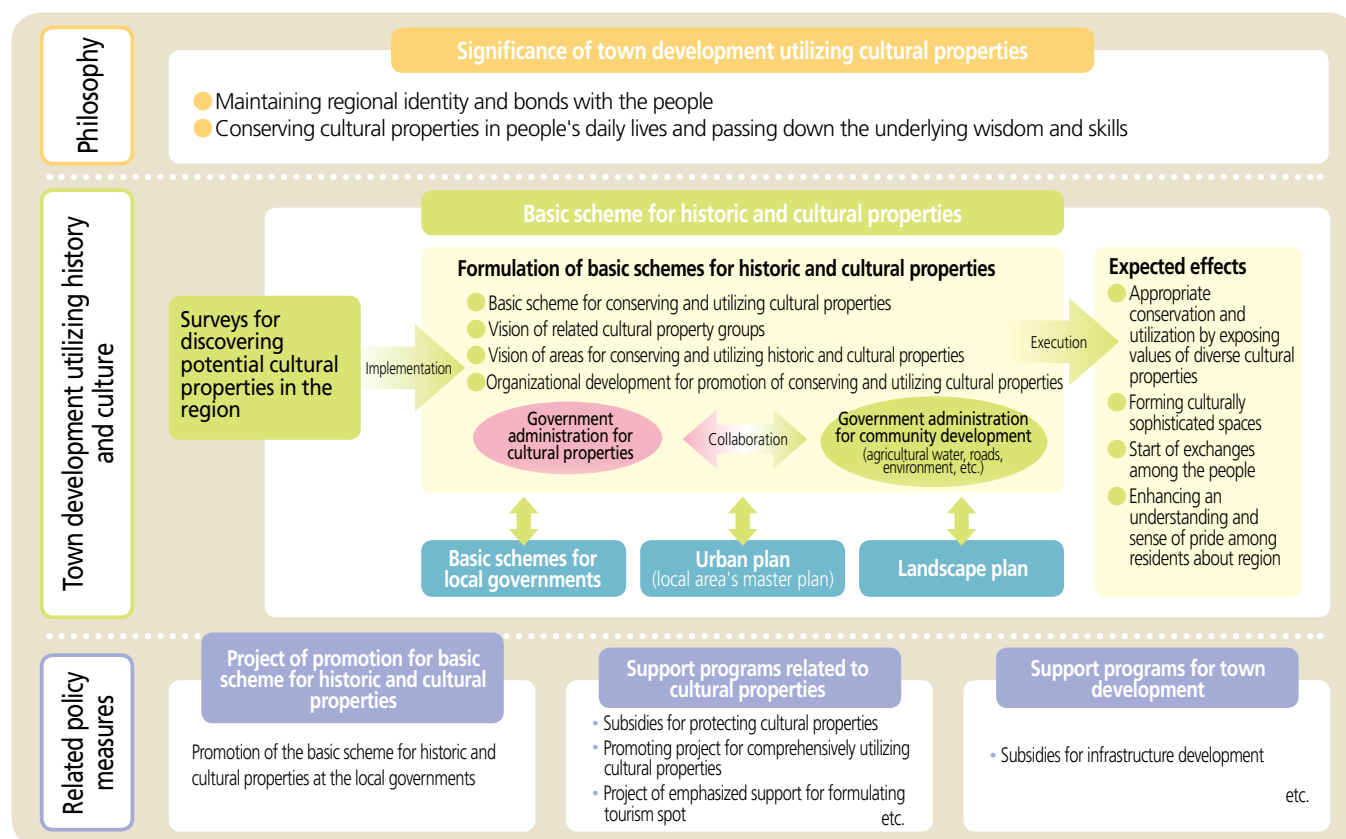 Philosophy
Significance of town development utilizing cultural properties
Maintaining regional identity and bonds with the people
Conserving cultural properties in people's daily lives and passing down the underlying wisdom and skills
Town development utilizing history
and culture
Basic scheme for historic and cultural properties
Surveys for
discovering
potential cultural
properties in the
region
Implementation
Formulation of basic schemes for historic and cultural properties
Basic scheme for conserving and utilizing cultural properties
Vision of related cultural property groups
Vision of areas for conserving and utilizing historic and cultural properties
Organizational development for promotion of conserving and utilizing cultural properties
Government
administration for
cultural properties
Collaboration
Government administration
for community development
(agricultural water, roads,
environment, etc.)
Execution
Expected effects
Appropriate
conservation and
utilization by exposing
values of diverse cultural
properties
Forming culturally
sophisticated spaces
Start of exchanges
among the people
Enhancing an
understanding and
sense of pride among
residents about region
Basic schemes for
local governments
Urban plan
(local area's master plan)
Landscape plan
Related policy
measures
Project of promotion for basic
scheme for historic and cultural
properties
Promotion of the basic scheme for historic and
cultural properties at the local governments
Support programs related to
cultural properties
• Subsidies for protecting cultural properties
• Promoting project for comprehensively utilizing
cultural properties
• Project of emphasized support for formulating
tourism spot
etc.
Support programs for town
development
• Subsidies for infrastructure development
etc.